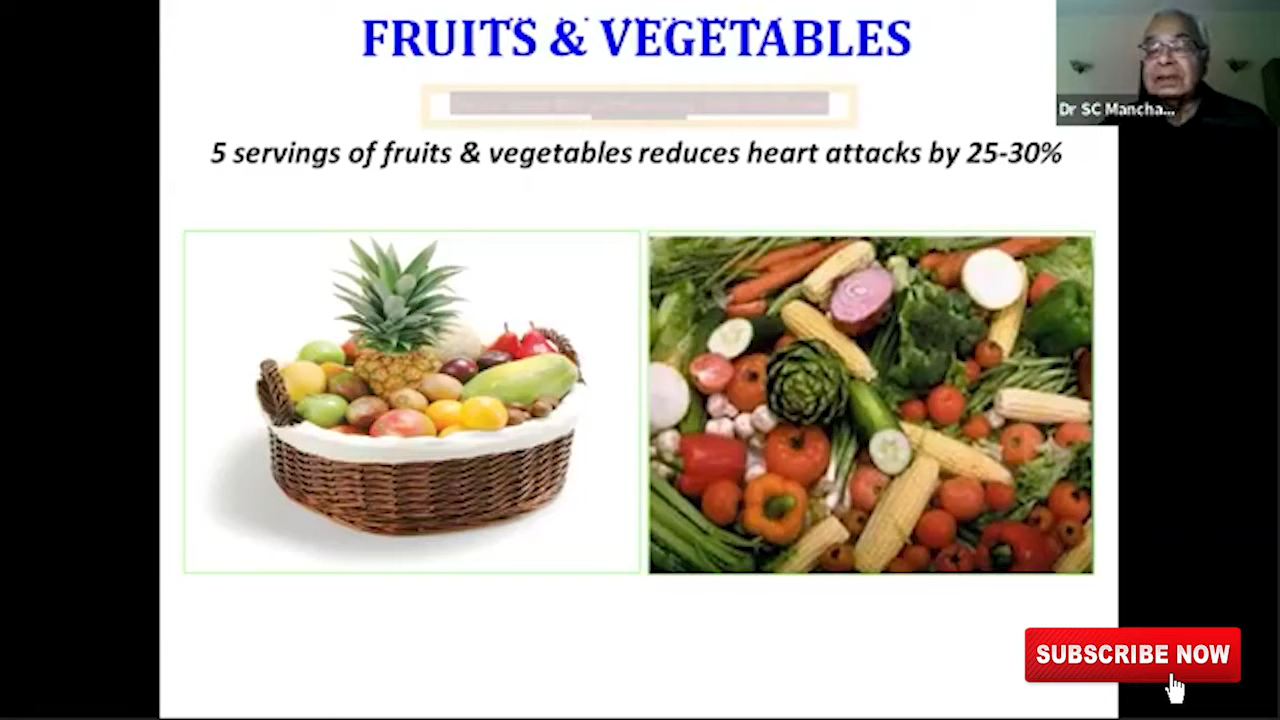 FRUITS & VEGETABLES
Dr SC Mancha...
5 servings of fruits & vegetables reduces heart attacks by 25-30%
SUBSCRIBE NOW